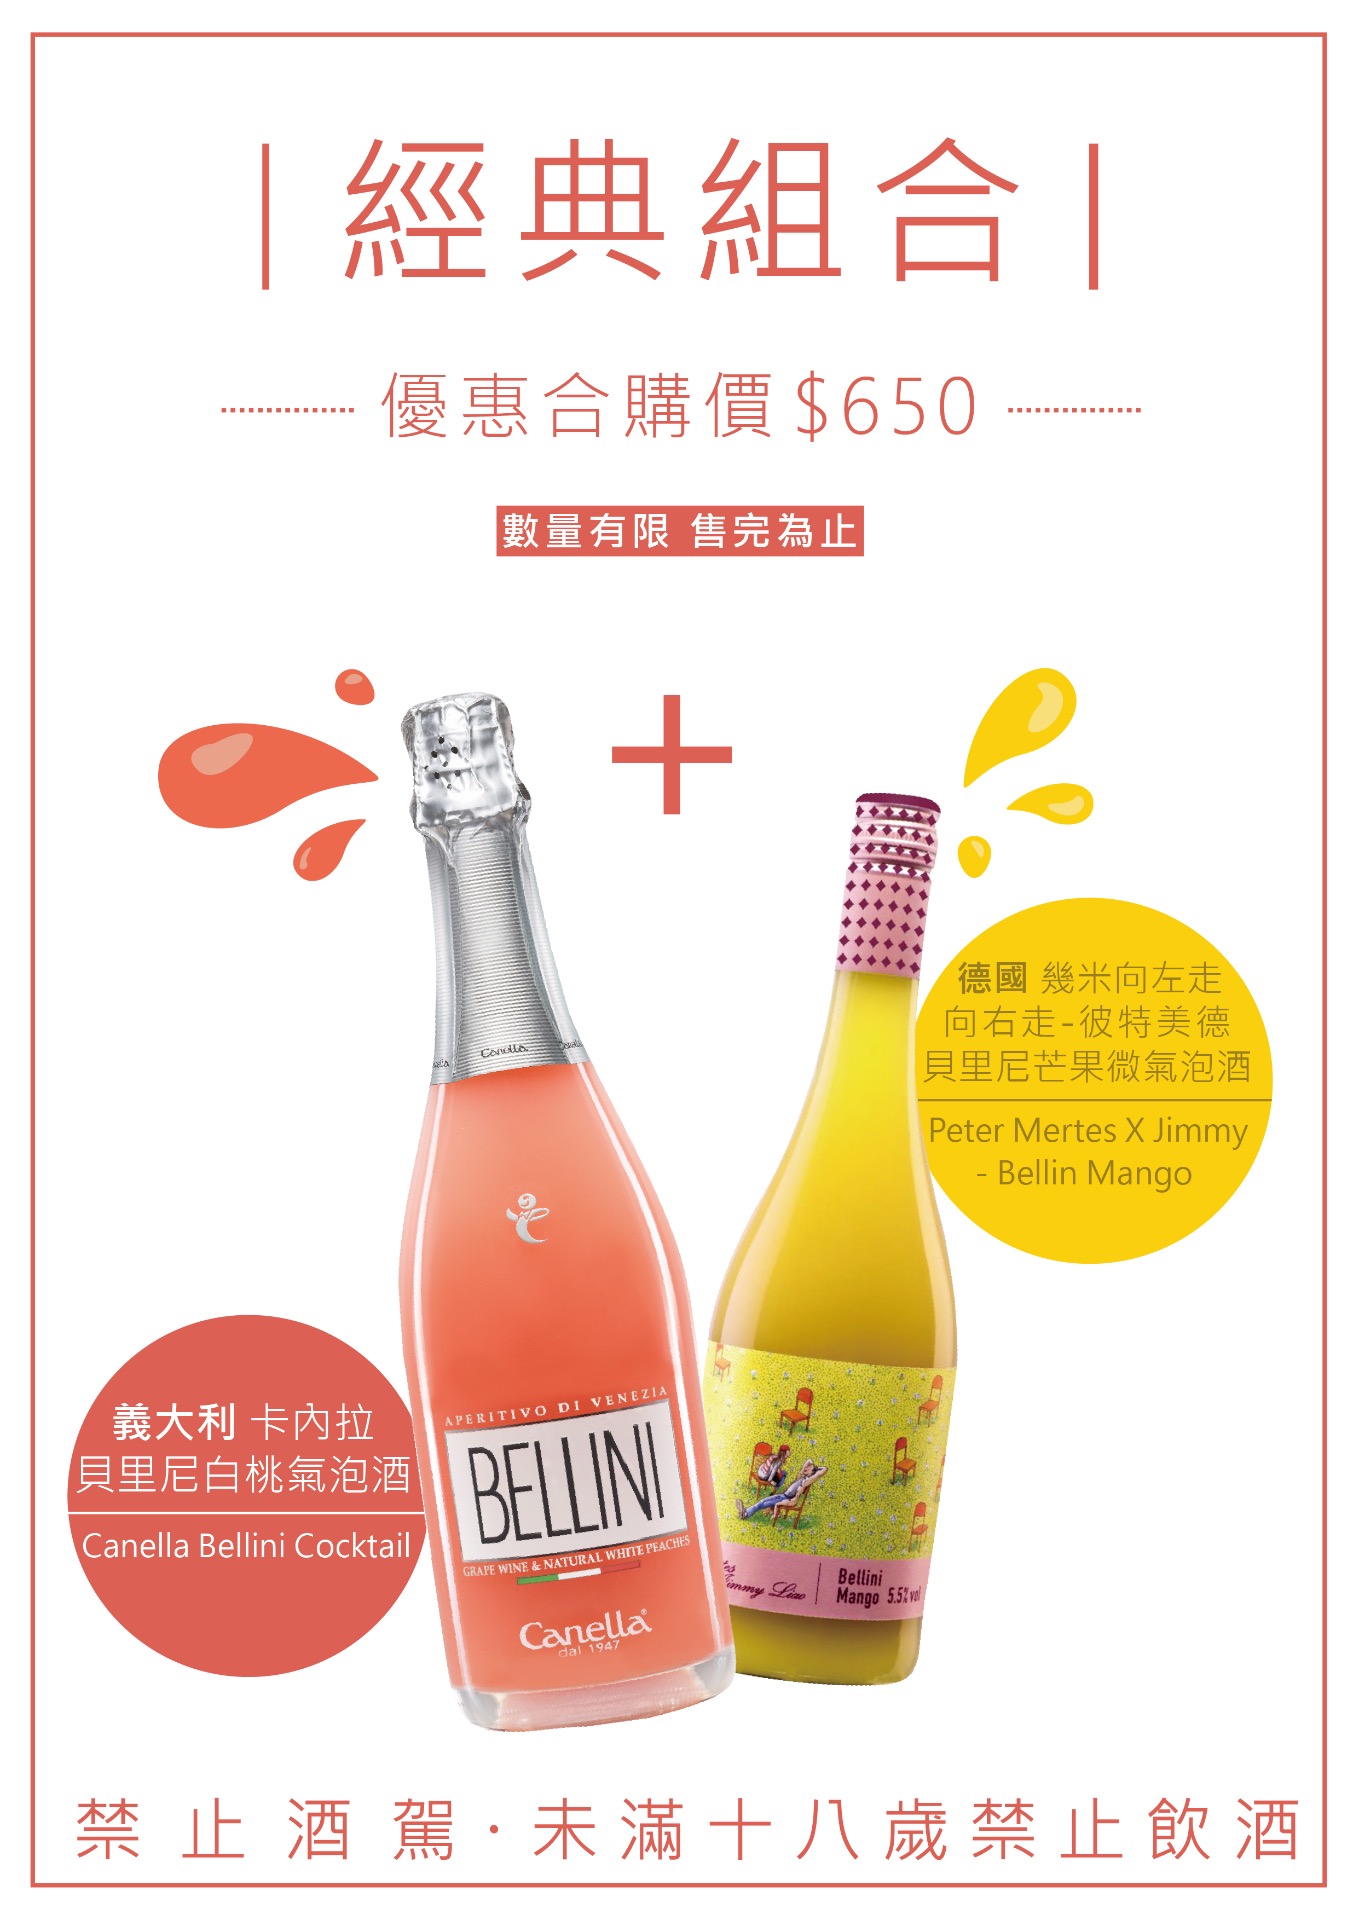 經典組合
優惠合購價$650
數量有限 售完為止
德國 幾米向左走
向右走-彼特美德
貝里尼芒果微氣泡酒
Peter Mertes X Jimmy
- Bellin Mango
Canella
義大利 卡內拉
貝里尼白桃氣泡酒
Canella Bellini Cocktail
APERITIVO DI VENEZIA
BELLINI
GRAPE WINE & NATURAL WHITE PEACHES
Canella®
dal 1947
Jimmy Liao
Bellini
Mango 5.5% vol
禁止酒駕·未滿十八歲禁止飲酒